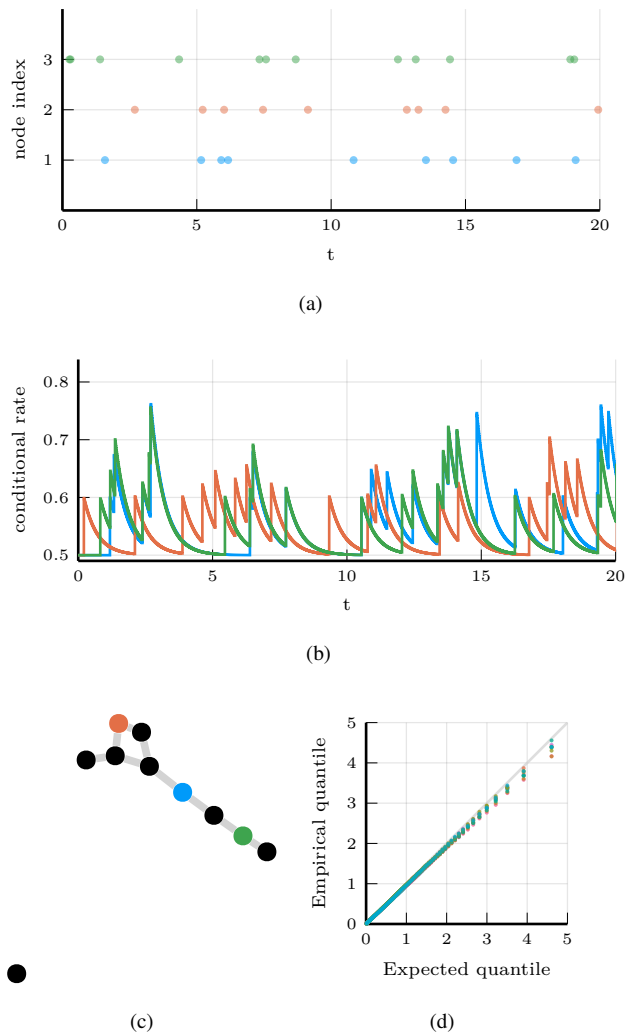 node index
3
2
1
0 5 10 15 20
t
(a)
conditional rate
0.8
0.7
0.6
0.5
0 5 10 15 20
t
(b)
Empirical quantile
5
4
3
2
1
0
0 1 2 3 4 5
Expected quantile
(c) (d)